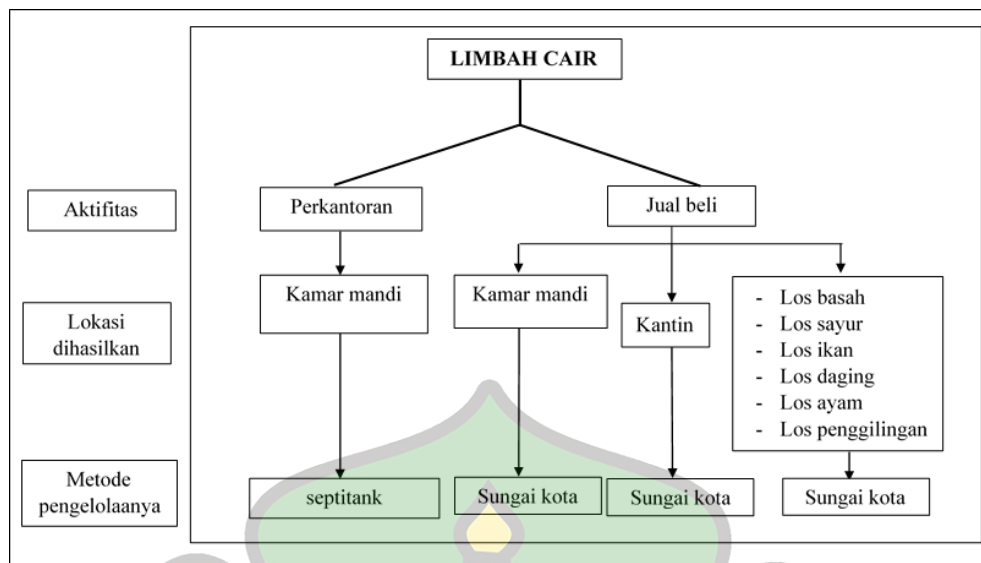 LIMBAH CAIR
Aktifitas
Perkantoran
Jual beli
Lokasi
dihasilkan
Kamar mandi
Kamar mandi
Kantin
- Los basah
- Los sayur
- Los ikan
- Los daging
- Los ayam
- Los penggilingan
Metode
pengelolaanya
septitank
Sungai kota
Sungai kota
Sungai kota